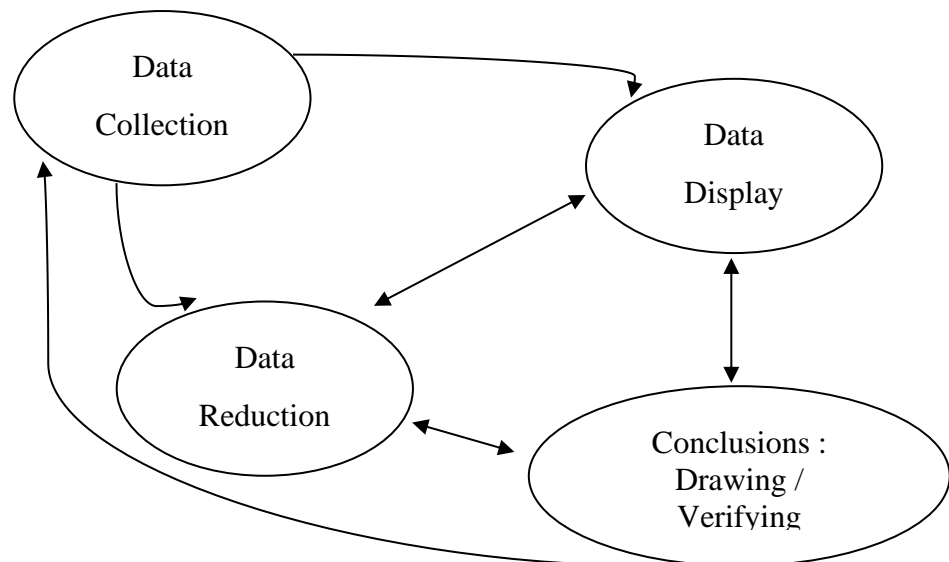 Data
Collection
Data
Display
Data
Reduction
Conclusions :
Drawing /
Verifying